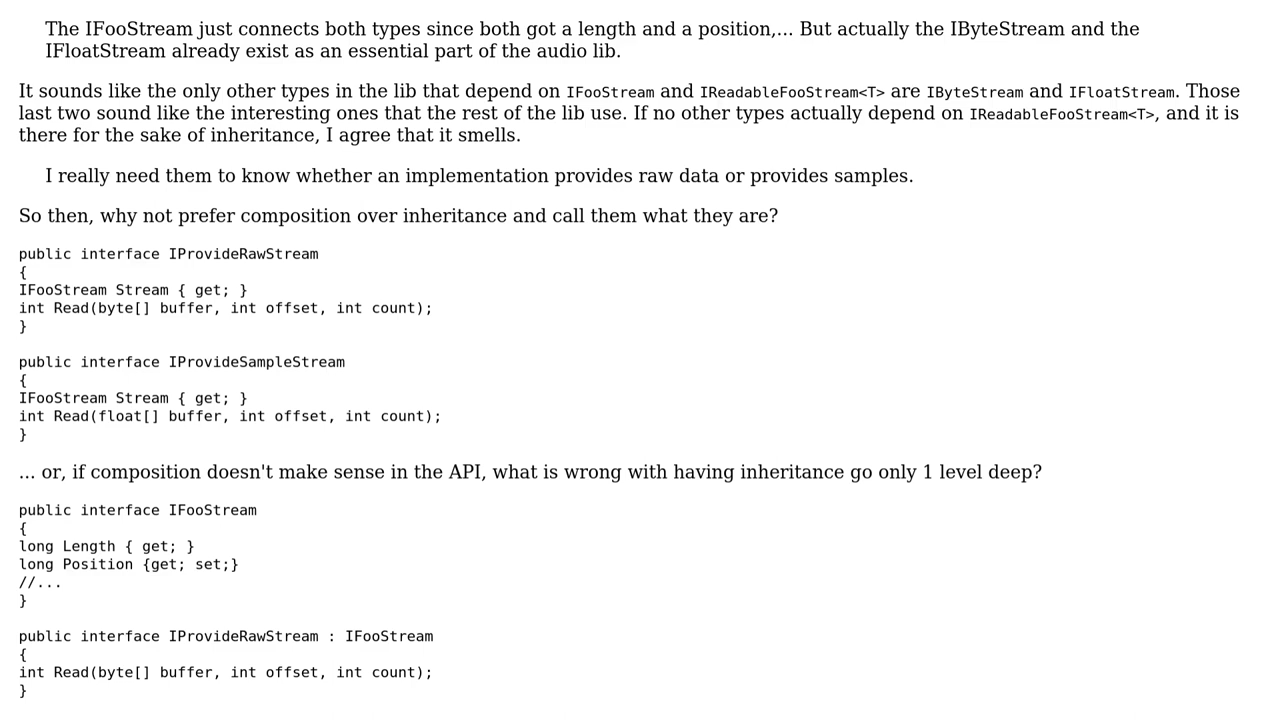 The IFooStream just connects both types since both got a length and a position,... But actually the IByteStream and the
IFloatStream already exist as an essential part of the audio lib.
It sounds like the only other types in the lib that depend on IFooStream and IReadableFooStream<T> are IByteStream and IFloatStream. Those
last two sound like the interesting ones that the rest of the lib use. If no other types actually depend on IReadableFooStream<T>, and it is
there for the sake of inheritance, I agree that it smells.
I really need them to know whether an implementation provides raw data or provides samples.
So then, why not prefer composition over inheritance and call them what they are?
public interface IProvideRawStream
{
IFooStream Stream { get; }
int Read(byte[] buffer, int offset, int count);
}
public interface IProvideSampleStream
{
IFooStream Stream { get; }
int Read(float[] buffer, int offset, int count);
}
... or, if composition doesn't make sense in the API, what is wrong with having inheritance go only 1 level deep?
public interface IFooStream
{
long Length { get; }
long Position {get; set;}
//...
}
public interface IProvideRawStream : IFooStream
{
int Read(byte[] buffer, int offset, int count);
}